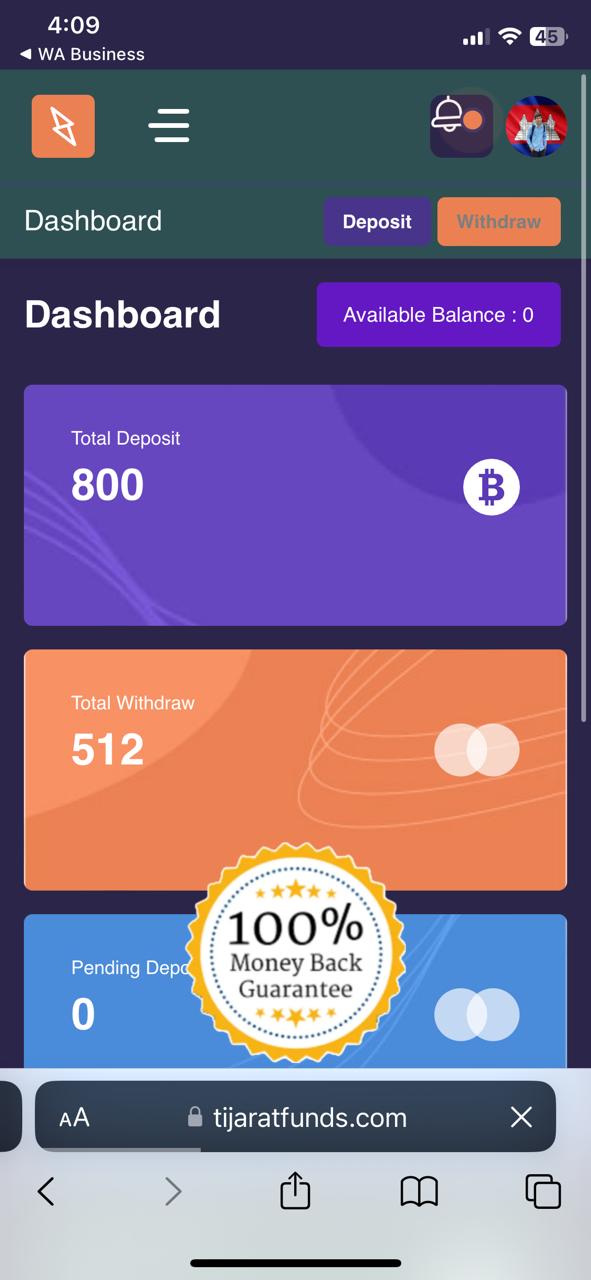 4:09
45
◀ WA Business
Dashboard
Deposit
Withdraw
Dashboard
Available Balance : 0
Total Deposit
800
Total Withdraw
512
100%
Money Back
Guarantee
Pending Depo
0
AA
tijaratfunds.com